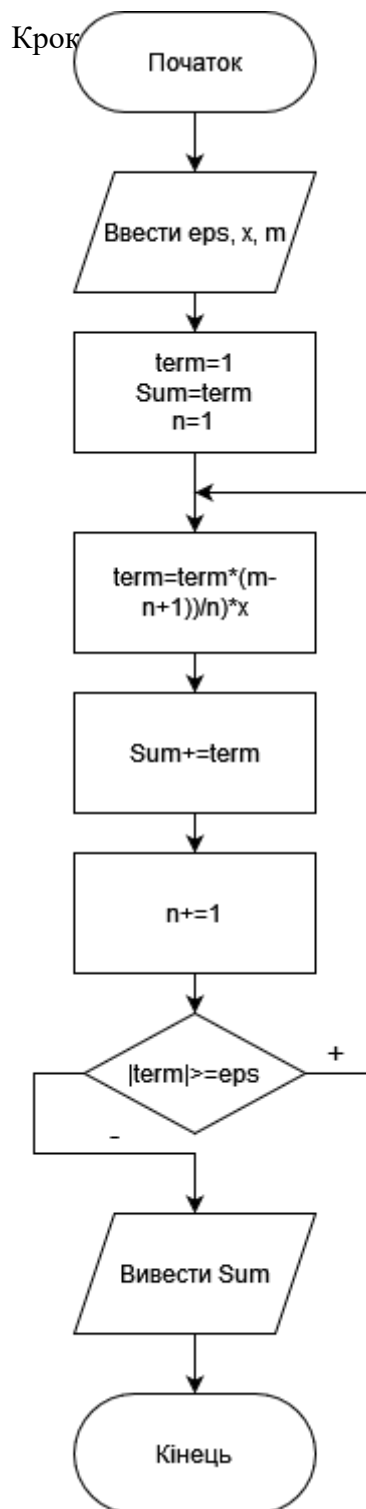 Крок
Початок
Ввести eps, x, m
term=1
Sum=term
n=1
term=term*(m-
n+1))/n)*x
Sum+=term
n+=1
|term|>=eps
+
-
Вивести Sum
Кінець